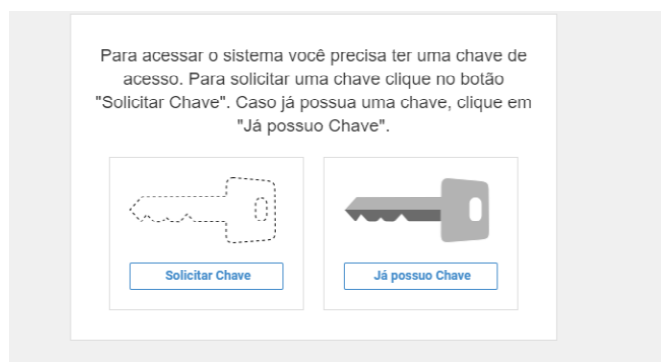 Para acessar o sistema você precisa ter uma chave de
acesso. Para solicitar uma chave clique no botão
"Solicitar Chave". Caso já possua uma chave, clique em
"Já possuo Chave".
Solicitar Chave
Já possuo Chave